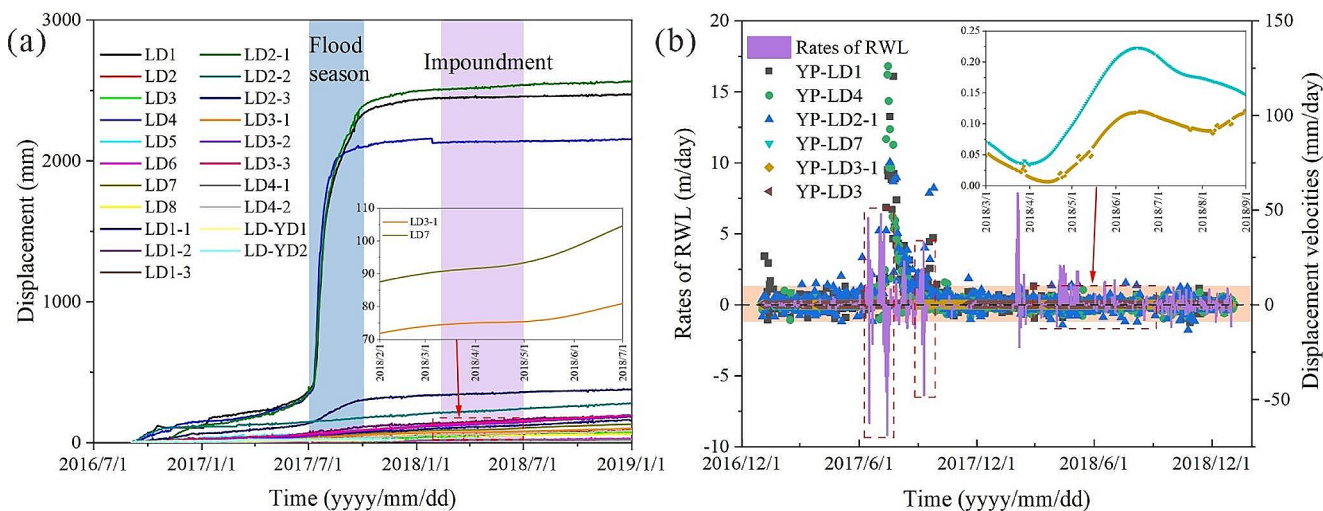 (a)
3000
2000
1000
0
Displacement (mm)
LD1
LD2
LD3
LD4
LD5
LD6
LD7
LD8
LD1-1
LD1-2
LD1-3
LD2-1
LD2-2
LD2-3
LD3-1
LD3-2
LD3-3
LD4-1
LD4-2
LD-YD1
LD-YD2
Flood
season
Impoundment
110
100
90
80
70
LD3-1
LD7
2018/2/1
2018/3/1
2018/4/1
2018/5/1
2018/6/1
2018/7/1
2016/7/1
2017/1/1
2017/7/1
2018/1/1
2018/7/1
2019/1/1
Time (yyyy/mm/dd)
(b)
20
15
10
5
0
-5
-10
Rates of RWL (m/day)
Rates of RWL
YP-LD1
YP-LD4
YP-LD2-1
YP-LD7
YP-LD3-1
YP-LD3
0.25
0.20
0.15
0.10
0.05
0.00
2018/3/1
2018/4/1
2018/5/1
2018/6/1
2018/7/1
2018/8/1
2018/9/1
150
100
50
0
-50
Displacement velocities (mm/day)
2016/12/1
2017/6/1
2017/12/1
2018/6/1
2018/12/1
Time (yyyy/mm/dd)